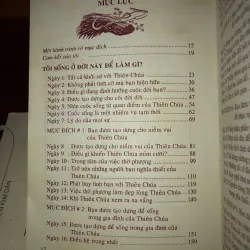 MỤC LỤC
Một hành trình có mục đích 15
Cam kết của tôi 19
TÔI SỐNG Ở ĐỜI NÀY ĐỂ LÀM GÌ?
Ngày 1: Tất cả khởi sự với Thiên Chúa 23
Ngày 2: Không phải tình cờ mà bạn hiện hữu
Ngày 3: Điều gì đang định hướng cuộc đời bạn?
Ngày 4: Được tạo dựng cho cõi đời đời
Ngày 5: Nhìn cuộc sống từ quan điểm của Thiên Chúa
Ngày 6: Cuộc sống là một nhiệm vụ tạm thời
Ngày 7: Lý do của mọi sự
MỤC ĐÍCH # 1 Bạn được tạo dựng cho niềm vui
của Thiên Chúa
Ngày 8 Được tạo dựng cho niềm vui của Thiên Chúa
Ngày 9 Điều gì khiến Thiên Chúa mỉm cười?
Ngày 10: Trọng tâm của việc thờ phượng
Ngày 11: Trở nên những người bạn nghĩa thiết của
Thiên Chúa
Ngày 12: Phát huy tình bạn với Thiên Chúa
Ngày 13: Việc thờ phượng làm đẹp lòng Thiên Chúa
Ngày 14: Khi Thiên Chúa xem ra xa vắng
MỤC ĐÍCH # 2 Bạn được tạo dựng để sống
trong gia đình của Thiên Chúa
Ngày 15: Được tạo dựng để sống trong gia đình của
Thiên Chúa 159
Ngày 16: Điều hệ trọng nhất 168